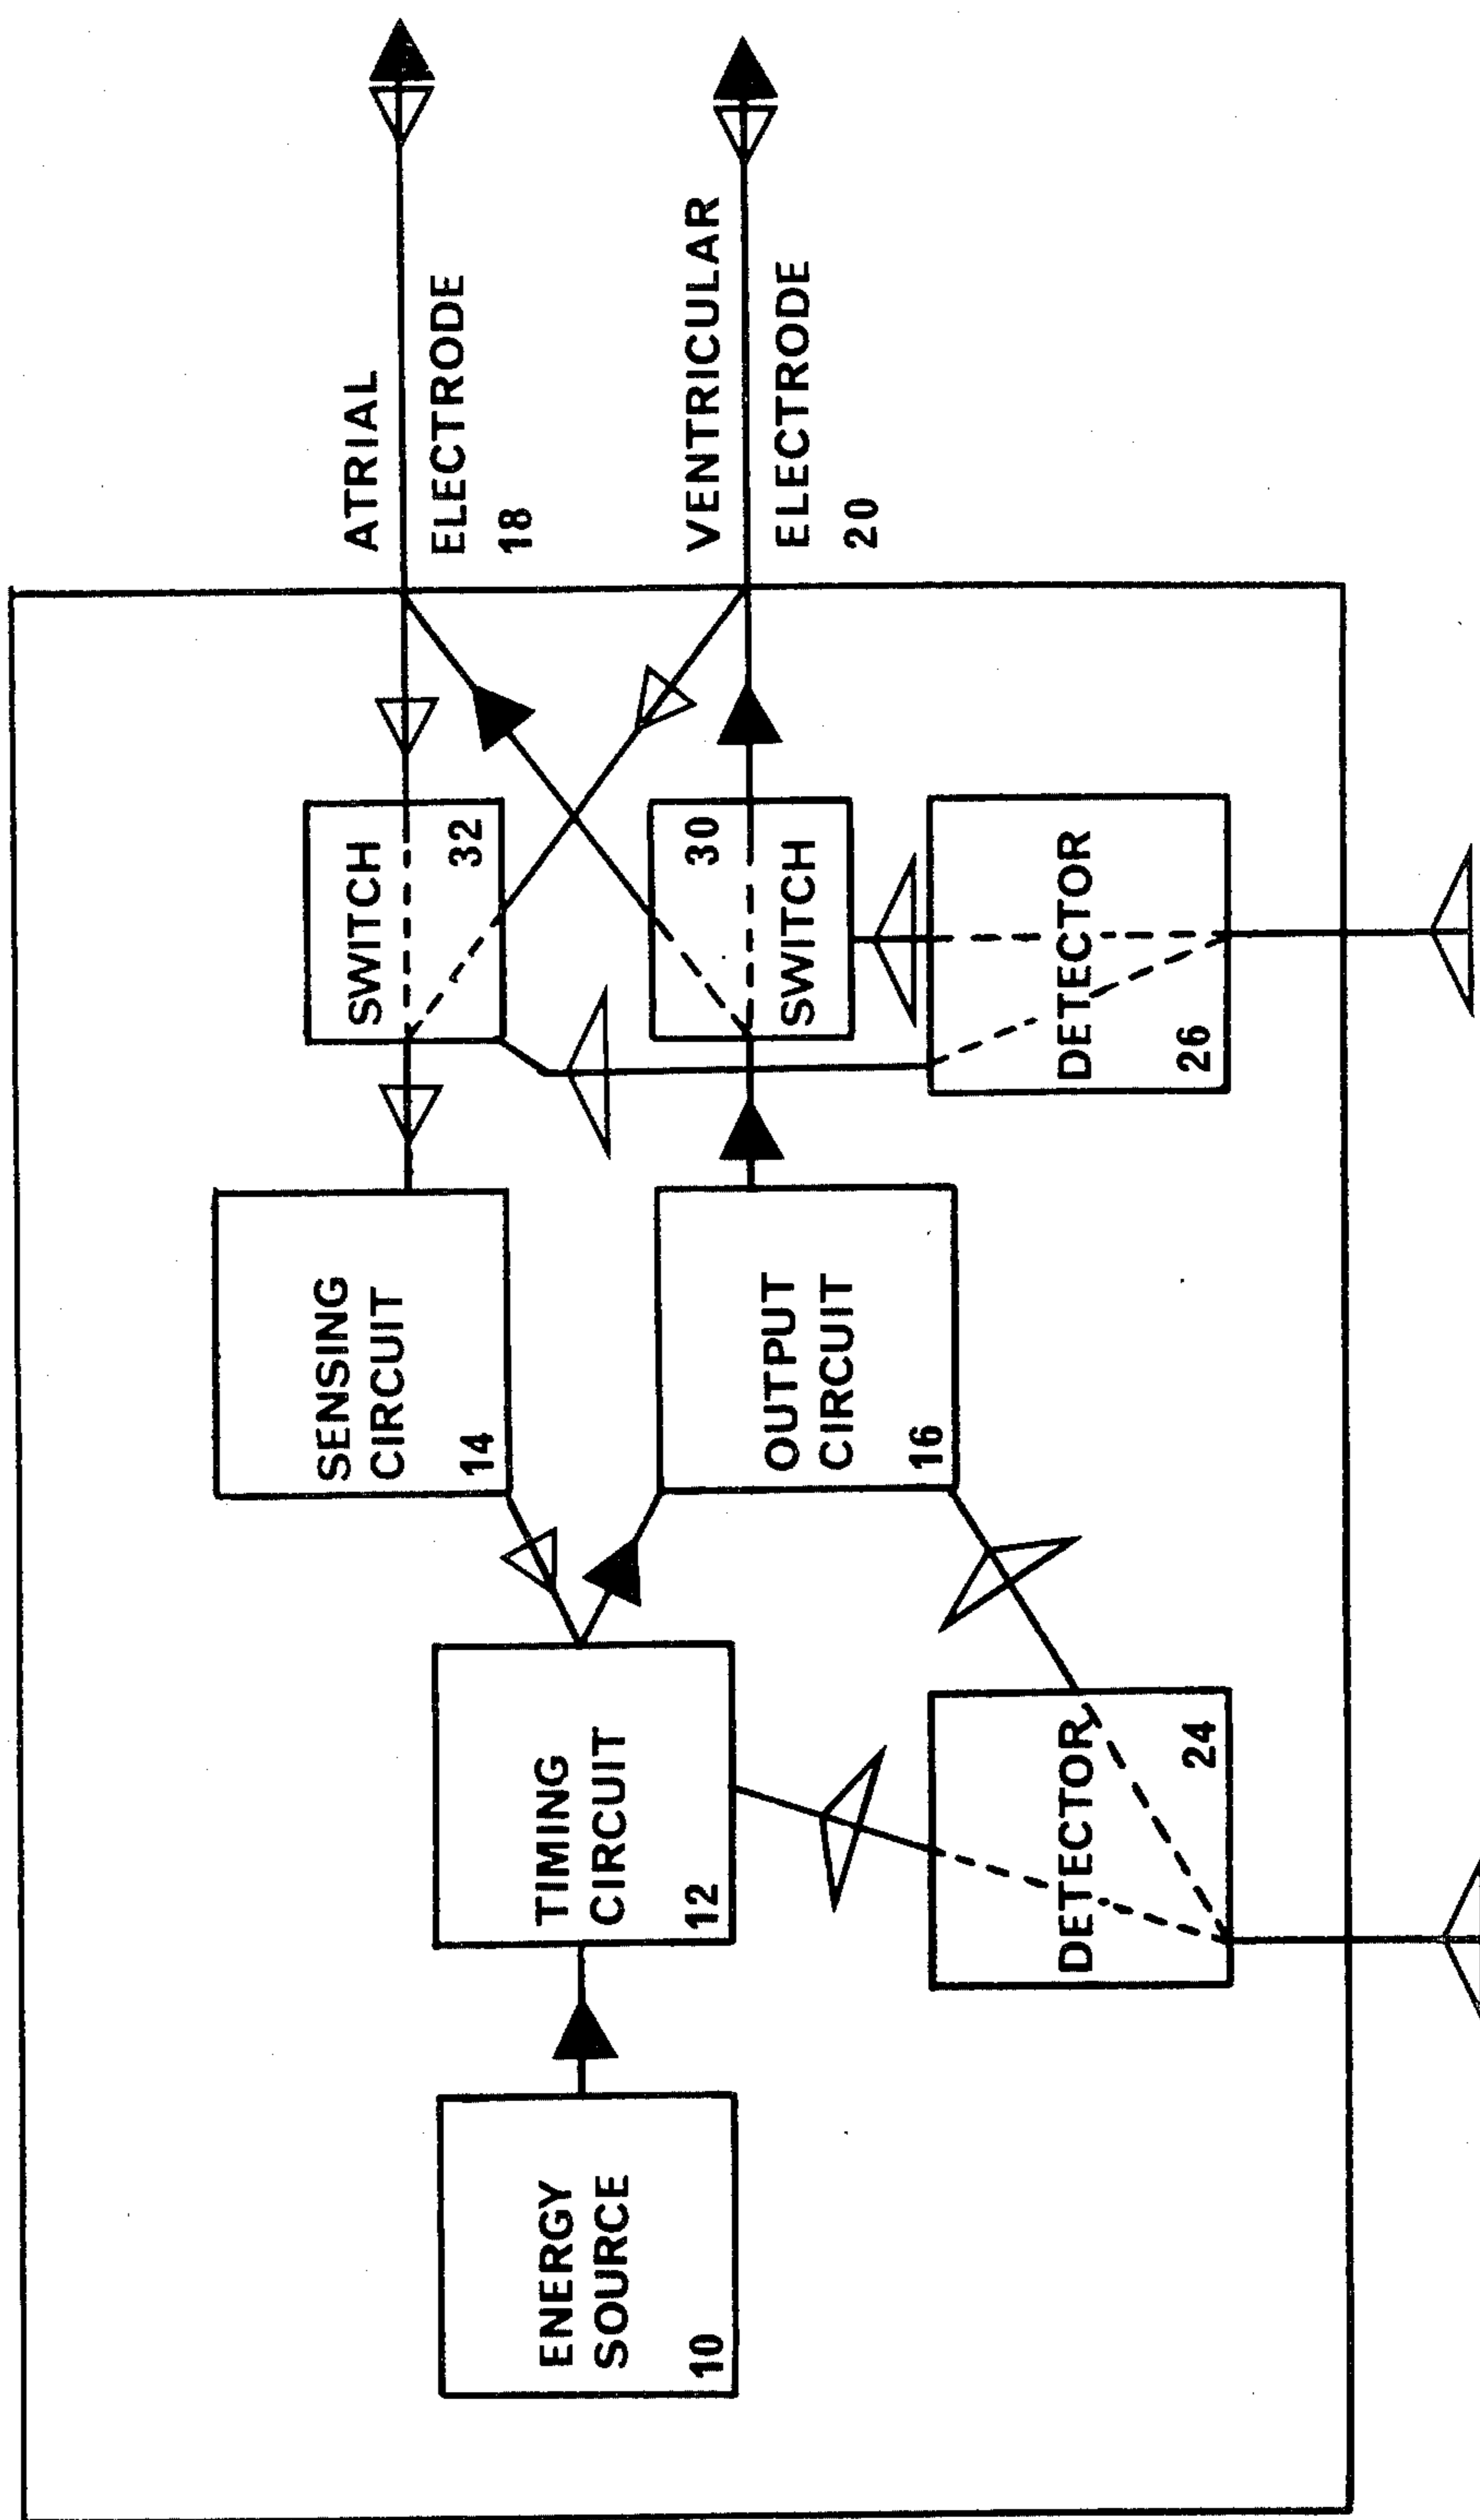 ATRIAL
ELECTRODE
18
VENTRICULAR
ELECTRODE
20
SWITCH
32
30
SWITCH
DETECTOR
26
SENSING
CIRCUIT
14
OUTPUT
CIRCUIT
16
TIMING
CIRCUIT
12
DETECTOR
24
ENERGY
SOURCE
10